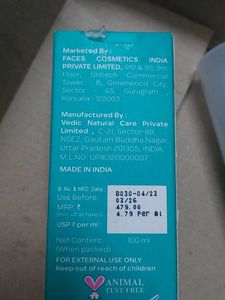 Marketed By:
FACES COSMETICS INDIA
PRIVATE LIMITED, 910 & 911, 9th
Floor, Unitech Commercial
Tower - B, Greenwood City,
Sector - 45, Gurugram,
Haryana - 122003
Manufactured By:
Vedic Natural Care Private
Limited, C-21, Sector-88,
NSEZ, Gautam Buddha Nagar,
Uttar Pradesh 201305, INDIA.
M.L NO. UP16320000007
MADE IN INDIA
B. No. & MFD. Date: B030-04/23
Use Before: 03/26
MRP: ₹ 479.00
(Incl. of all taxes) 4.79 Per ml
USP ₹ per ml:
Net Content: 100 ml
(When packed)
FOR EXTERNAL USE ONLY
Keep out of reach of children
ANIMAL
TEST-FREE